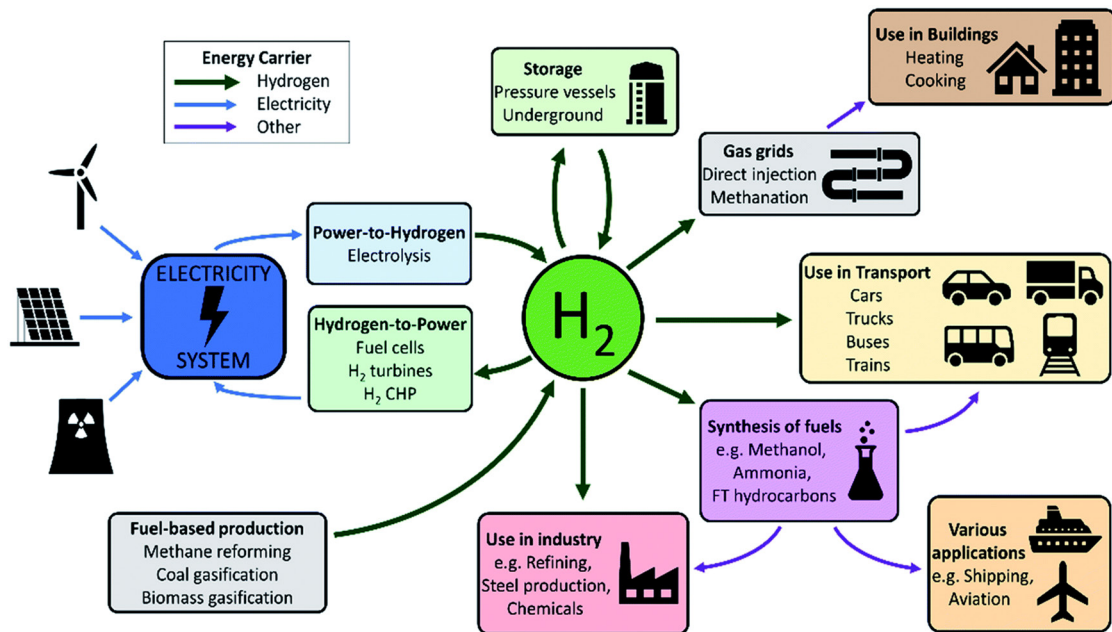 Energy Carrier
Hydrogen
Electricity
Other
Storage
Pressure vessels
Underground
Use in Buildings
Heating
Cooking
Gas grids
Direct injection
Methanation
Power-to-Hydrogen
Electrolysis
ELECTRICITY
SYSTEM
Hydrogen-to-Power
Fuel cells
H₂ turbines
H₂ CHP
H₂
Use in Transport
Cars
Trucks
Buses
Trains
Synthesis of fuels
e.g. Methanol,
Ammonia,
FT hydrocarbons
Fuel-based production
Methane reforming
Coal gasification
Biomass gasification
Use in industry
e.g. Refining,
Steel production,
Chemicals
Various
applications
e.g. Shipping,
Aviation